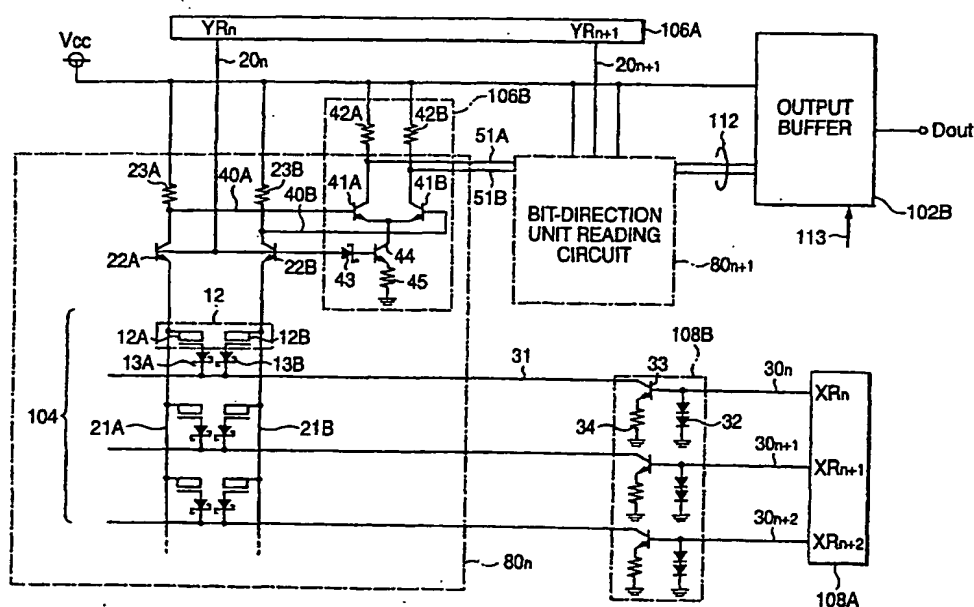 YRn YRn+1 106A
Vcc
20n 20n+1
106B
42A 42B
OUTPUT BUFFER
Dout
112
51A
51B
23A 40A 23B 40B 41A 41B
BIT-DIRECTION UNIT READING CIRCUIT
102B
113
22A 22B 43 44 45
80n+1
12
12A 12B
13A 13B
31
33
108B
30n
XRn
104
21A 21B
34 32
30n+1
XRn+1
30n+2
XRn+2
80n
108A